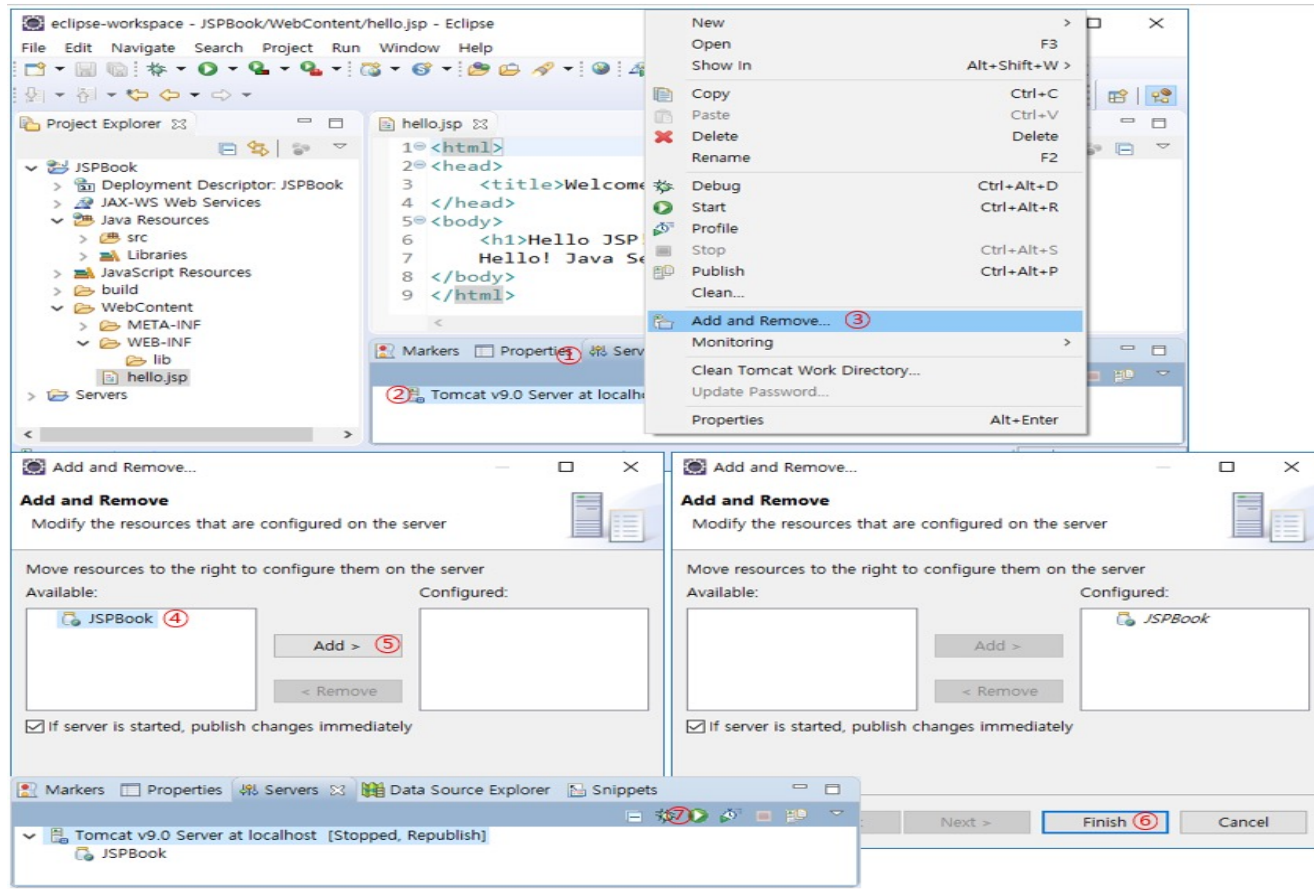 eclipse-workspace - JSPBook/WebContent/hello.jsp - Eclipse
File Edit Navigate Search Project Run Window Help
Project Explorer
JSPBook
Deployment Descriptor: JSPBook
JAX-WS Web Services
Java Resources
src
Libraries
JavaScript Resources
build
WebContent
META-INF
WEB-INF
lib
hello.jsp
Servers
hello.jsp
1 <html>
2 <head>
3 <title>Welcome
4 </head>
5 <body>
6 <h1>Hello JSP!
7 Hello! Java Se
8 </body>
9 </html>
Markers Properties ① Serv
② Tomcat v9.0 Server at localh
New
Open F3
Show In Alt+Shift+W >
Copy Ctrl+C
Paste Ctrl+V
Delete Delete
Rename F2
Debug Ctrl+Alt+D
Start Ctrl+Alt+R
Profile
Stop Ctrl+Alt+S
Publish Ctrl+Alt+P
Clean...
Add and Remove... ③
Monitoring
Clean Tomcat Work Directory...
Update Password...
Properties Alt+Enter
Add and Remove...
Add and Remove
Modify the resources that are configured on the server
Move resources to the right to configure them on the server
Available: Configured:
JSPBook ④
Add > ⑤
< Remove
If server is started, publish changes immediately
Add and Remove...
Add and Remove
Modify the resources that are configured on the server
Move resources to the right to configure them on the server
Available: Configured:
JSPBook
Add >
< Remove
If server is started, publish changes immediately
Next > Finish ⑥ Cancel
Markers Properties Servers Data Source Explorer Snippets
⑦
Tomcat v9.0 Server at localhost [Stopped, Republish]
JSPBook